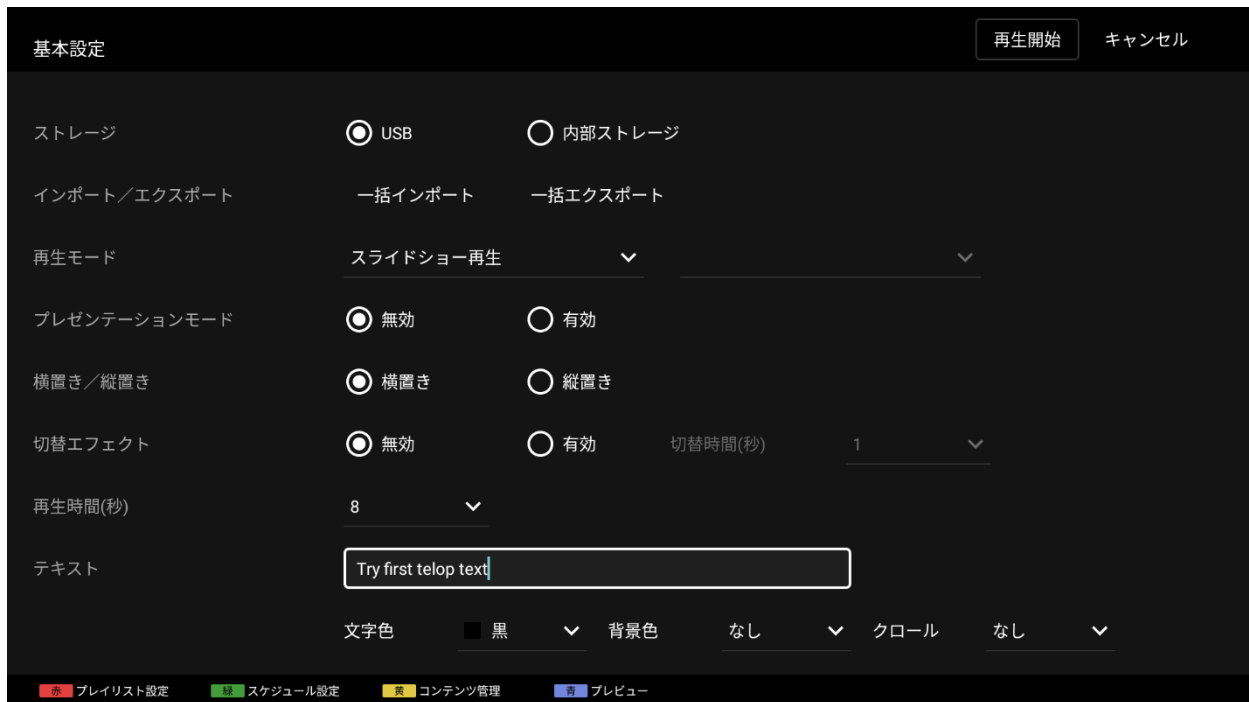 基本設定 再生開始 キャンセル
ストレージ USB 内部ストレージ
インポート／エクスポート 一括インポート 一括エクスポート
再生モード スライドショー再生
プレゼンテーションモード 無効 有効
横置き／縦置き 横置き 縦置き
切替エフェクト 無効 有効 切替時間(秒) 1
再生時間(秒) 8
テキスト Try first telop text
文字色 黒 背景色 なし クロール なし
赤 プレイリスト設定 緑 スケジュール設定 黄 コンテンツ管理 青 プレビュー